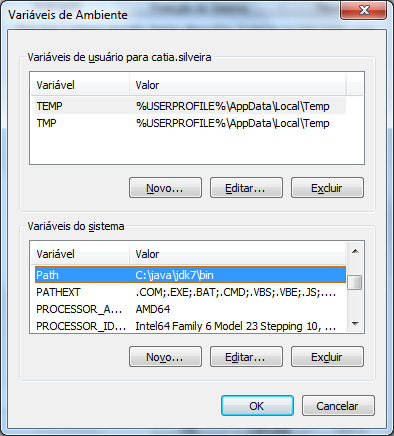 Variáveis de Ambiente
Variáveis de usuário para catia.silveira
Variável Valor
TEMP %USERPROFILE%\AppData\Local\Temp
TMP %USERPROFILE%\AppData\Local\Temp
Novo... Editar... Excluir
Variáveis do sistema
Variável Valor
Path C:\java\jdk7\bin
PATHEXT .COM;.EXE;.BAT;.CMD;.VBS;.VBE;.JS;....
PROCESSOR_A... AMD64
PROCESSOR_ID... Intel64 Family 6 Model 23 Stepping 10, ...
Novo... Editar... Excluir
OK Cancelar